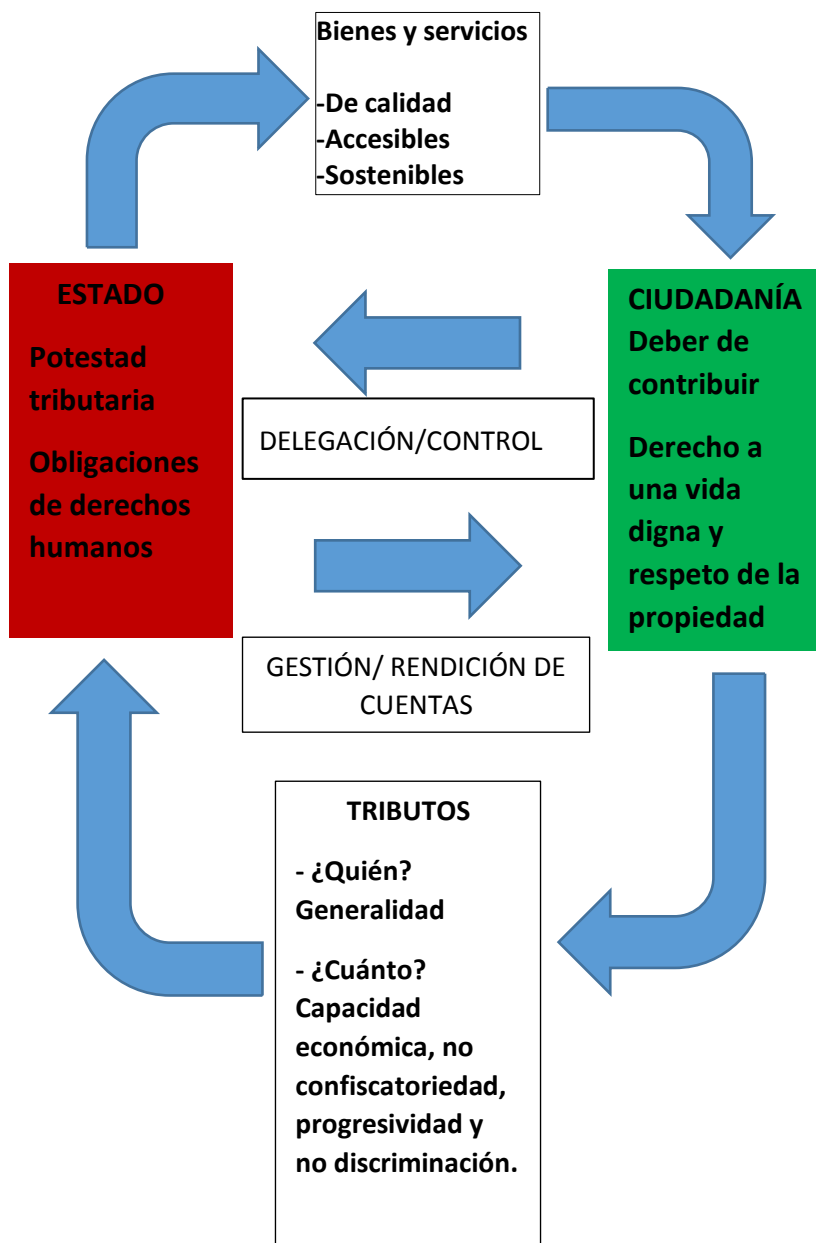 Bienes y servicios
-De calidad
-Accesibles
-Sostenibles
ESTADO
Potestad
tributaria
Obligaciones
de derechos
humanos
CIUDADANÍA
Deber de
contribuir
Derecho a
una vida
digna y
respeto de la
propiedad
DELEGACIÓN/CONTROL
GESTIÓN/ RENDICIÓN DE
CUENTAS
TRIBUTOS
- ¿Quién?
Generalidad
- ¿Cuánto?
Capacidad
económica, no
confiscatoriedad,
progresividad y
no discriminación.